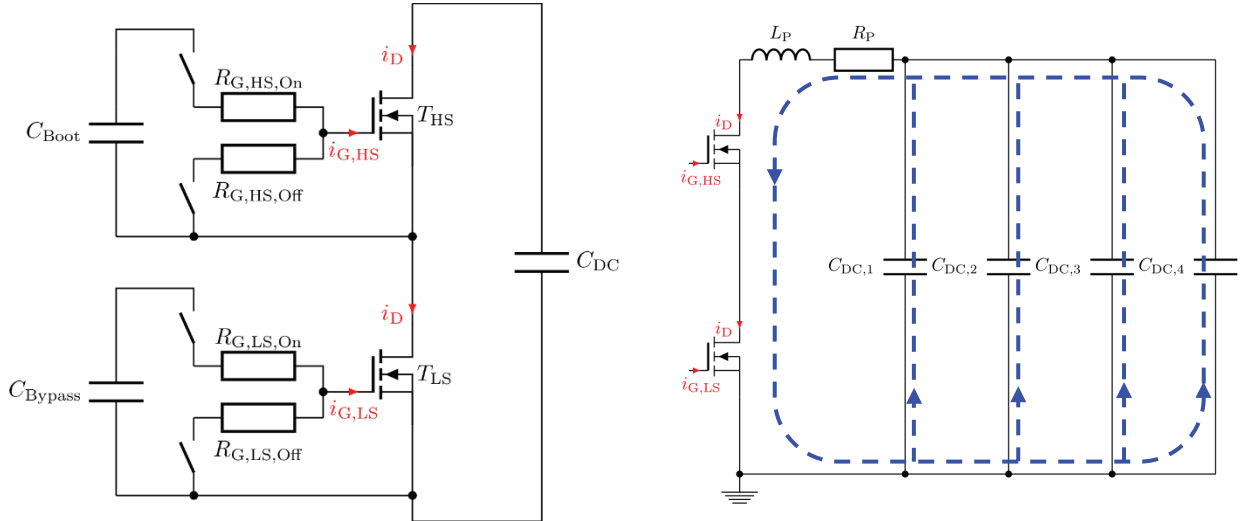 i_D
R_G,HS,On
C_Boot
T_HS
i_G,HS
R_G,HS,Off
C_DC
i_D
R_G,LS,On
C_Bypass
T_LS
i_G,LS
R_G,LS,Off
L_P R_P
i_D
i_G,HS
C_DC,1 C_DC,2 C_DC,3 C_DC,4
i_D
i_G,LS